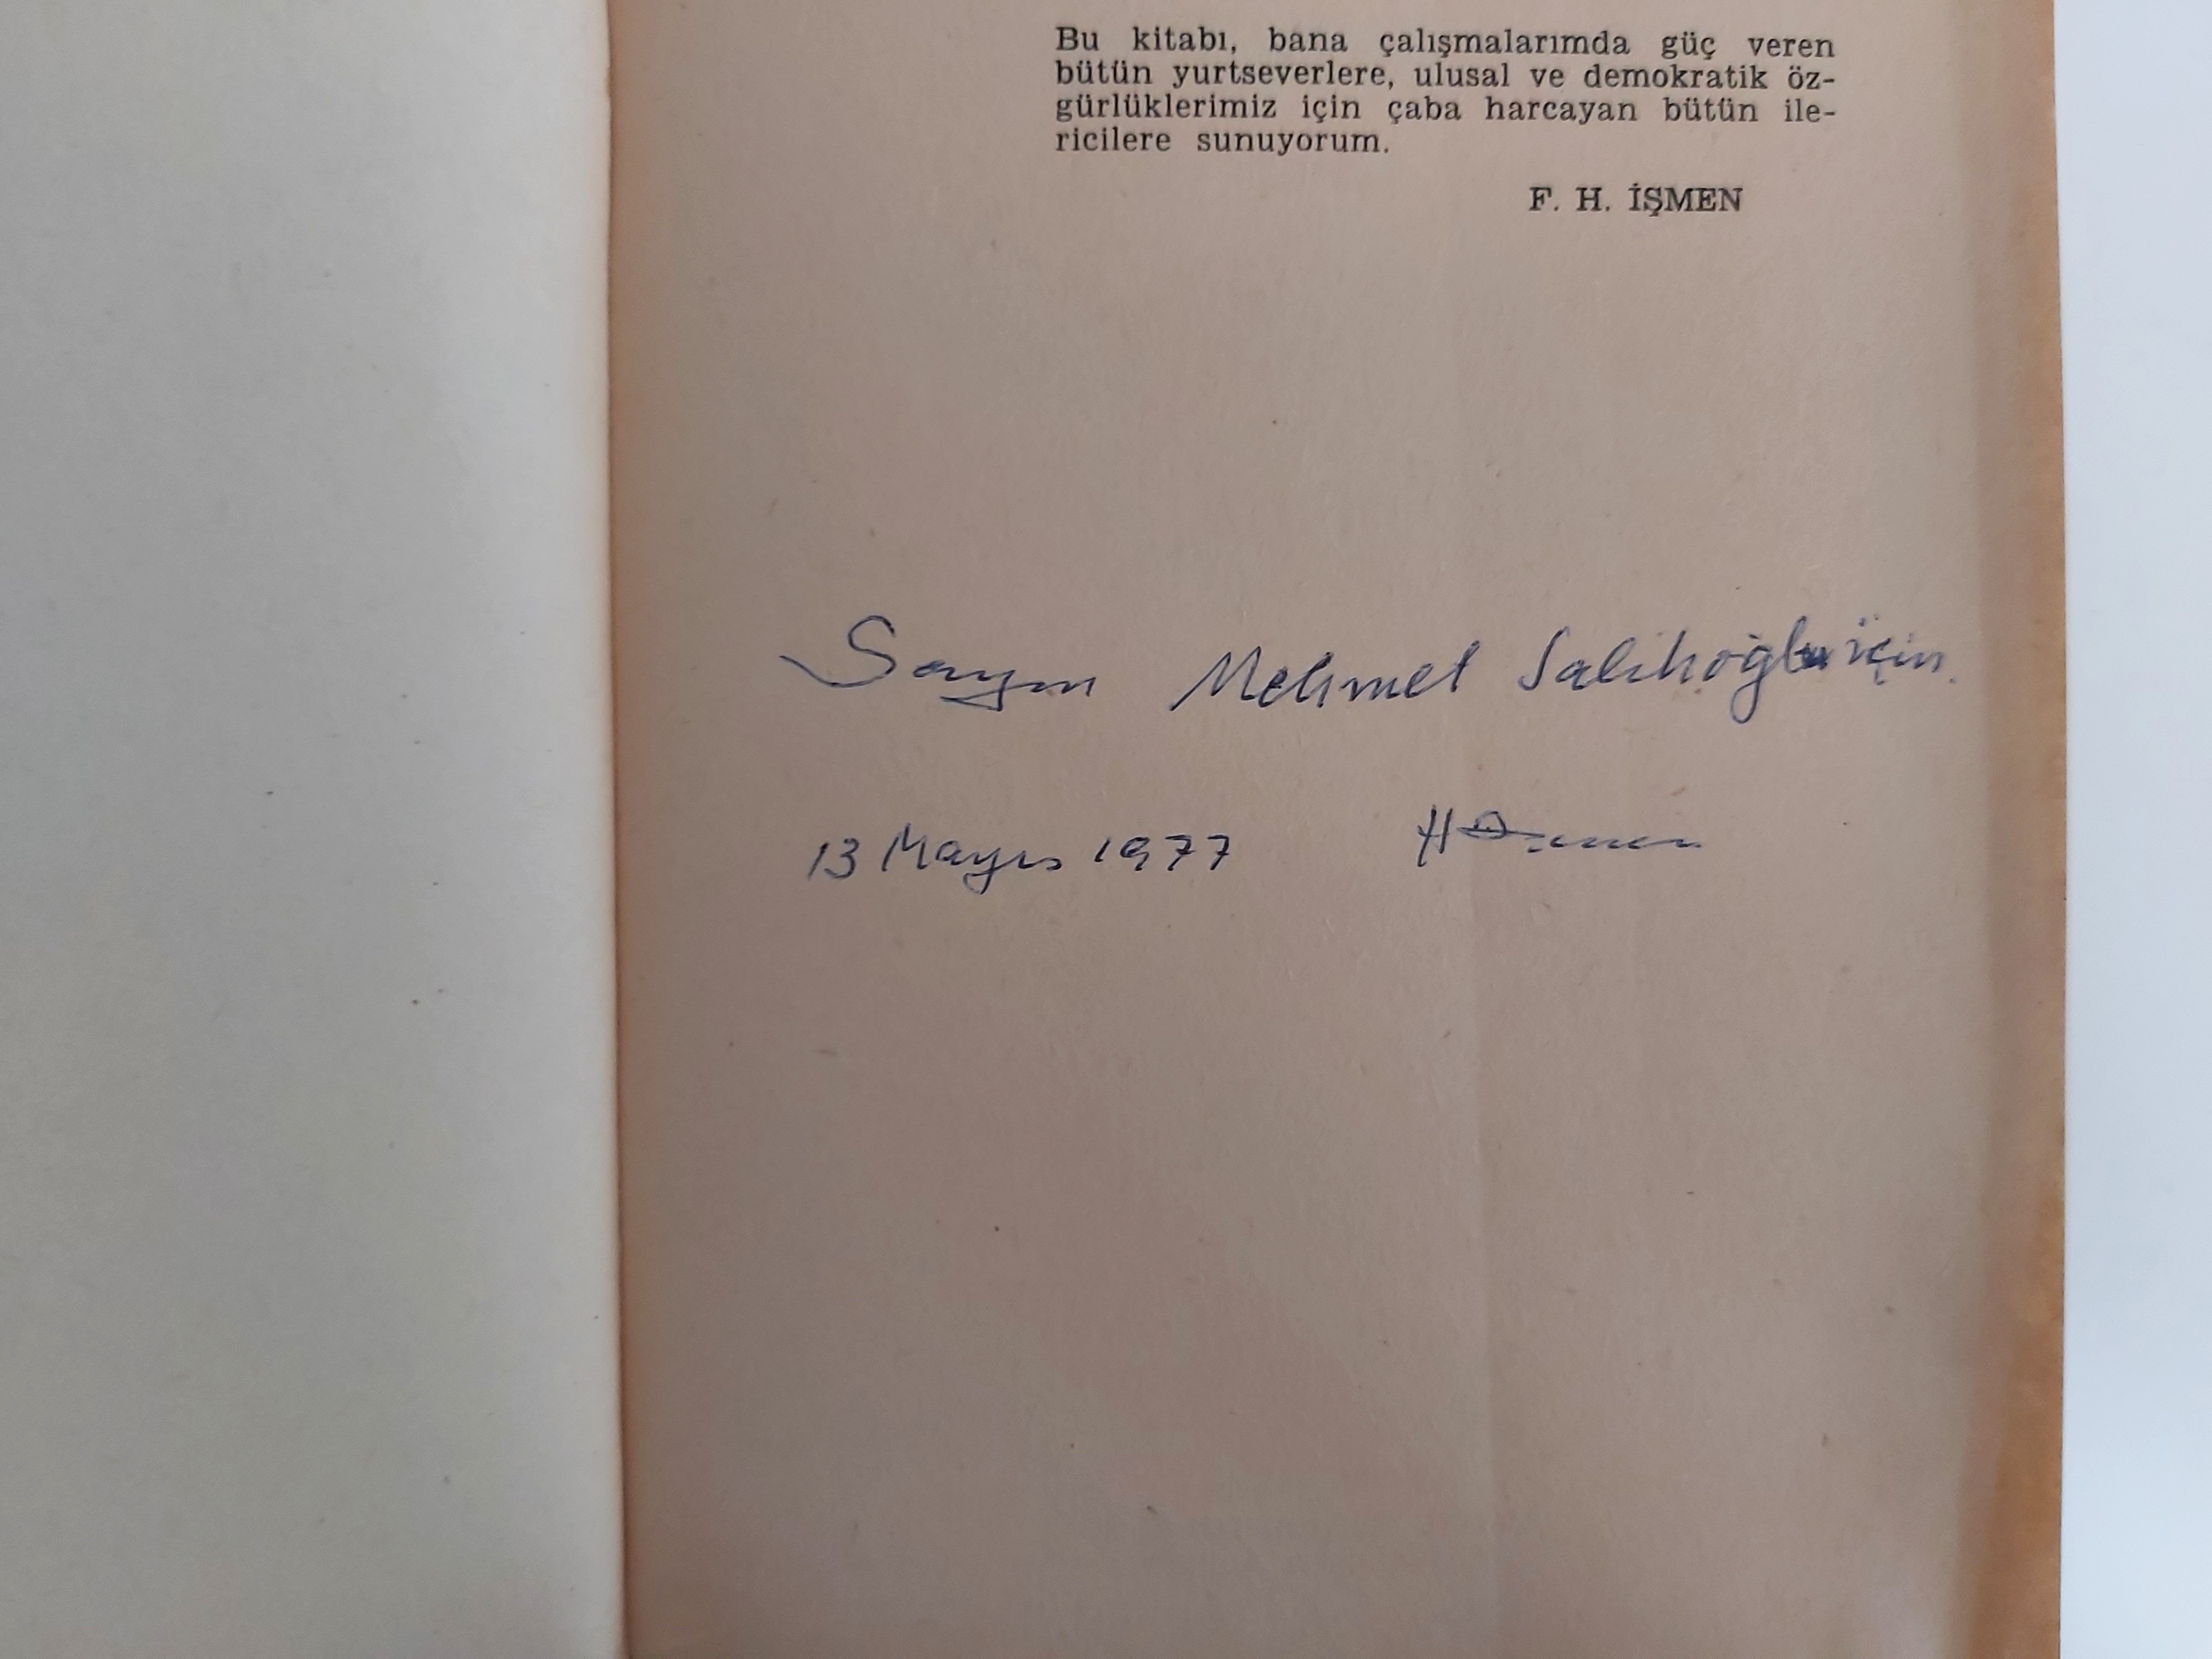 Bu kitabı, bana çalışmalarımda güç veren
bütün yurtseverlere, ulusal ve demokratik öz-
gürlüklerimiz için çaba harcayan bütün ile-
ricilere sunuyorum.
F. H. İŞMEN
Sayın Mehmet Salihoğlu için.
13 Mayıs 1977